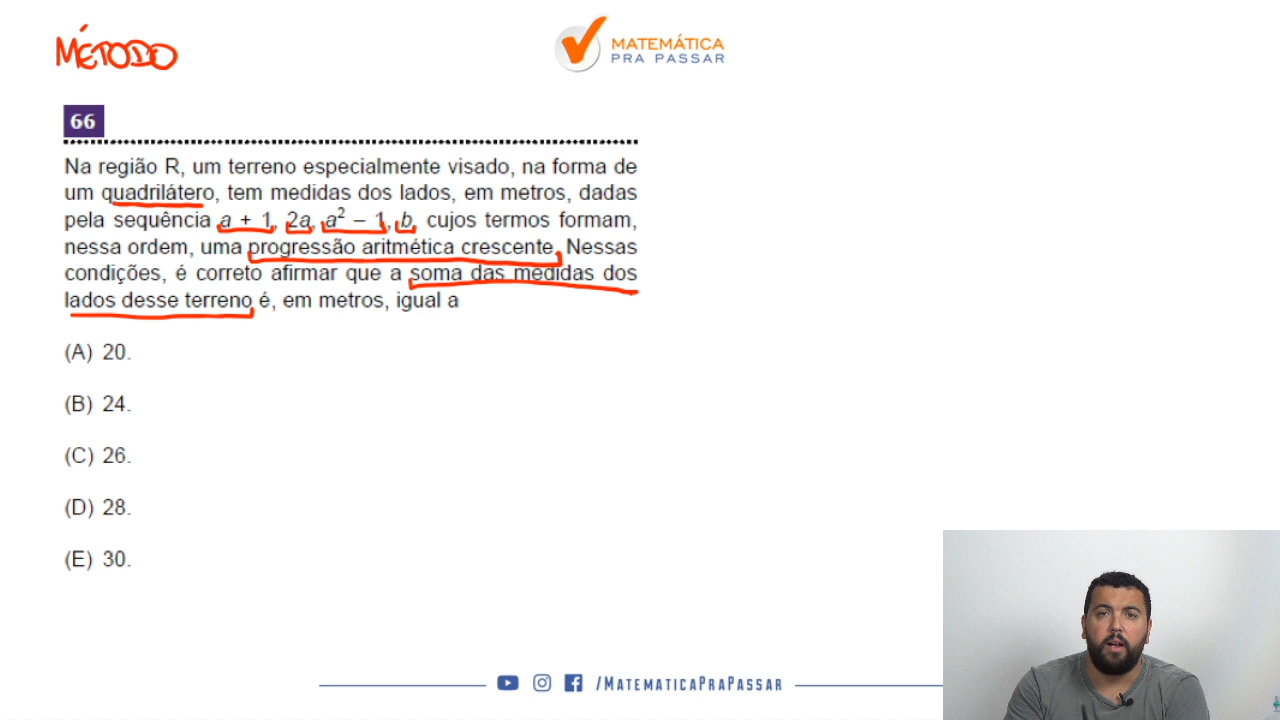 MÉTODO
MATEMÁTICA
PRA PASSAR
66
Na região R, um terreno especialmente visado, na forma de
um quadrilátero, tem medidas dos lados, em metros, dadas
pela sequência a + 1, 2a, a² – 1, b, cujos termos formam,
nessa ordem, uma progressão aritmética crescente. Nessas
condições, é correto afirmar que a soma das medidas dos
lados desse terreno é, em metros, igual a
(A) 20.
(B) 24.
(C) 26.
(D) 28.
(E) 30.
/MATEMATICAPRAPASSAR